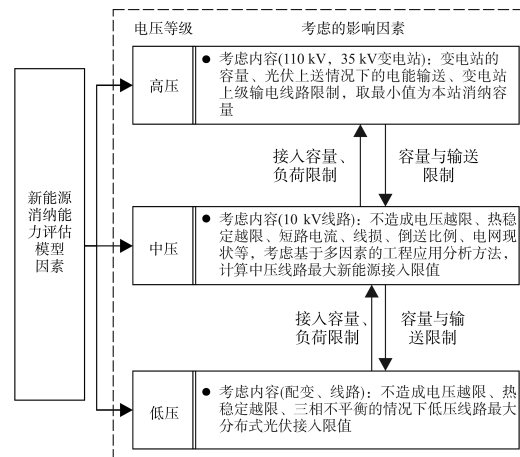 电压等级
考虑的影响因素
高压
● 考虑内容(110 kV，35 kV变电站)：变电站的
容量、光伏上送情况下的电能输送、变电站
上级输电线路限制，取最小值为本站消纳容
量
接入容量、
负荷限制
容量与输送
限制
新能源
消纳能
力评估
模型
因素
中压
● 考虑内容(10 kV线路)：不造成电压越限、热
稳定越限、短路电流、线损、倒送比例、电网现
状等，考虑基于多因素的工程应用分析方法，
计算中压线路最大新能源接入限值
接入容量、
负荷限制
容量与输
送限制
低压
● 考虑内容(配变、线路)：不造成电压越限、热
稳定越限、三相不平衡的情况下低压线路最大
分布式光伏接入限值